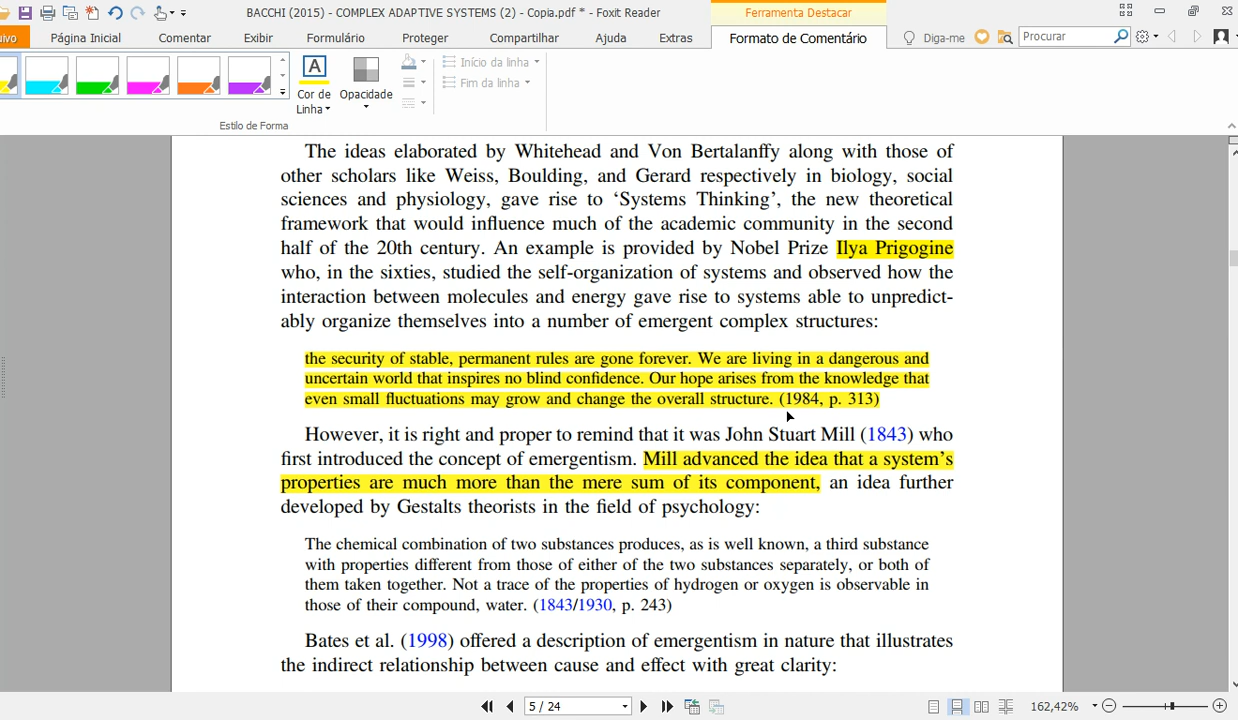 BACCHI (2015) - COMPLEX ADAPTIVE SYSTEMS (2) - Copia.pdf * - Foxit Reader
Ferramenta Destacar
ivo
Página Inicial
Comentar
Exibir
Formulário
Proteger
Compartilhar
Ajuda
Extras
Formato de Comentário
Diga-me
Procurar
Cor de
Linha
Opacidade
Início da linha
Fim da linha
Estilo de Forma
The ideas elaborated by Whitehead and Von Bertalanffy along with those of
other scholars like Weiss, Boulding, and Gerard respectively in biology, social
sciences and physiology, gave rise to ‘Systems Thinking’, the new theoretical
framework that would influence much of the academic community in the second
half of the 20th century. An example is provided by Nobel Prize Ilya Prigogine
who, in the sixties, studied the self-organization of systems and observed how the
interaction between molecules and energy gave rise to systems able to unpredict-
ably organize themselves into a number of emergent complex structures:
the security of stable, permanent rules are gone forever. We are living in a dangerous and
uncertain world that inspires no blind confidence. Our hope arises from the knowledge that
even small fluctuations may grow and change the overall structure. (1984, p. 313)
However, it is right and proper to remind that it was John Stuart Mill (1843) who
first introduced the concept of emergentism. Mill advanced the idea that a system’s
properties are much more than the mere sum of its component, an idea further
developed by Gestalts theorists in the field of psychology:
The chemical combination of two substances produces, as is well known, a third substance
with properties different from those of either of the two substances separately, or both of
them taken together. Not a trace of the properties of hydrogen or oxygen is observable in
those of their compound, water. (1843/1930, p. 243)
Bates et al. (1998) offered a description of emergentism in nature that illustrates
the indirect relationship between cause and effect with great clarity:
5 / 24
162,42%